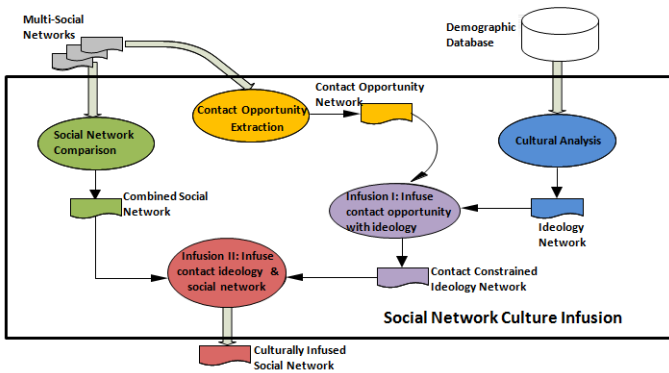 Multi-Social
Networks
Demographic
Database
Contact Opportunity
Network
Contact Opportunity
Extraction
Social Network
Comparison
Cultural Analysis
Combined Social
Network
Infusion I: Infuse
contact opportunity
with ideology
Ideology
Network
Infusion II: Infuse
contact ideology &
social network
Contact Constrained
Ideology Network
Social Network Culture Infusion
Culturally Infused
Social Network